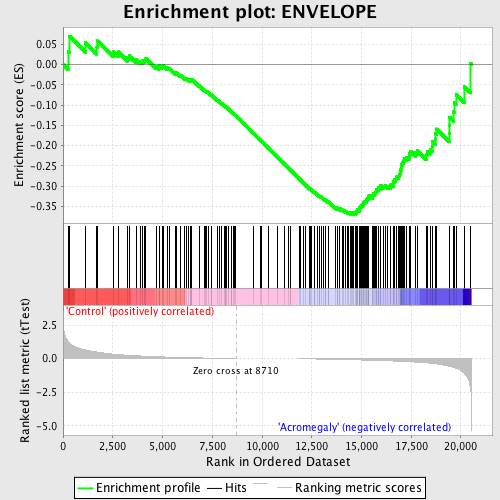 Enrichment plot: ENVELOPE
Enrichment score (ES)
0.05
0.00
-0.05
-0.10
-0.15
-0.20
-0.25
-0.30
-0.35
'Control' (positively correlated)
Ranked list metric (tTest)
2.5
0.0
-2.5
-5.0
Zero cross at 8710
'Acromegaly' (negatively correlated)
0
2,500
5,000
7,500
10,000
12,500
15,000
17,500
20,000
Rank in Ordered Dataset
Enrichment profile
Hits
Ranking metric scores